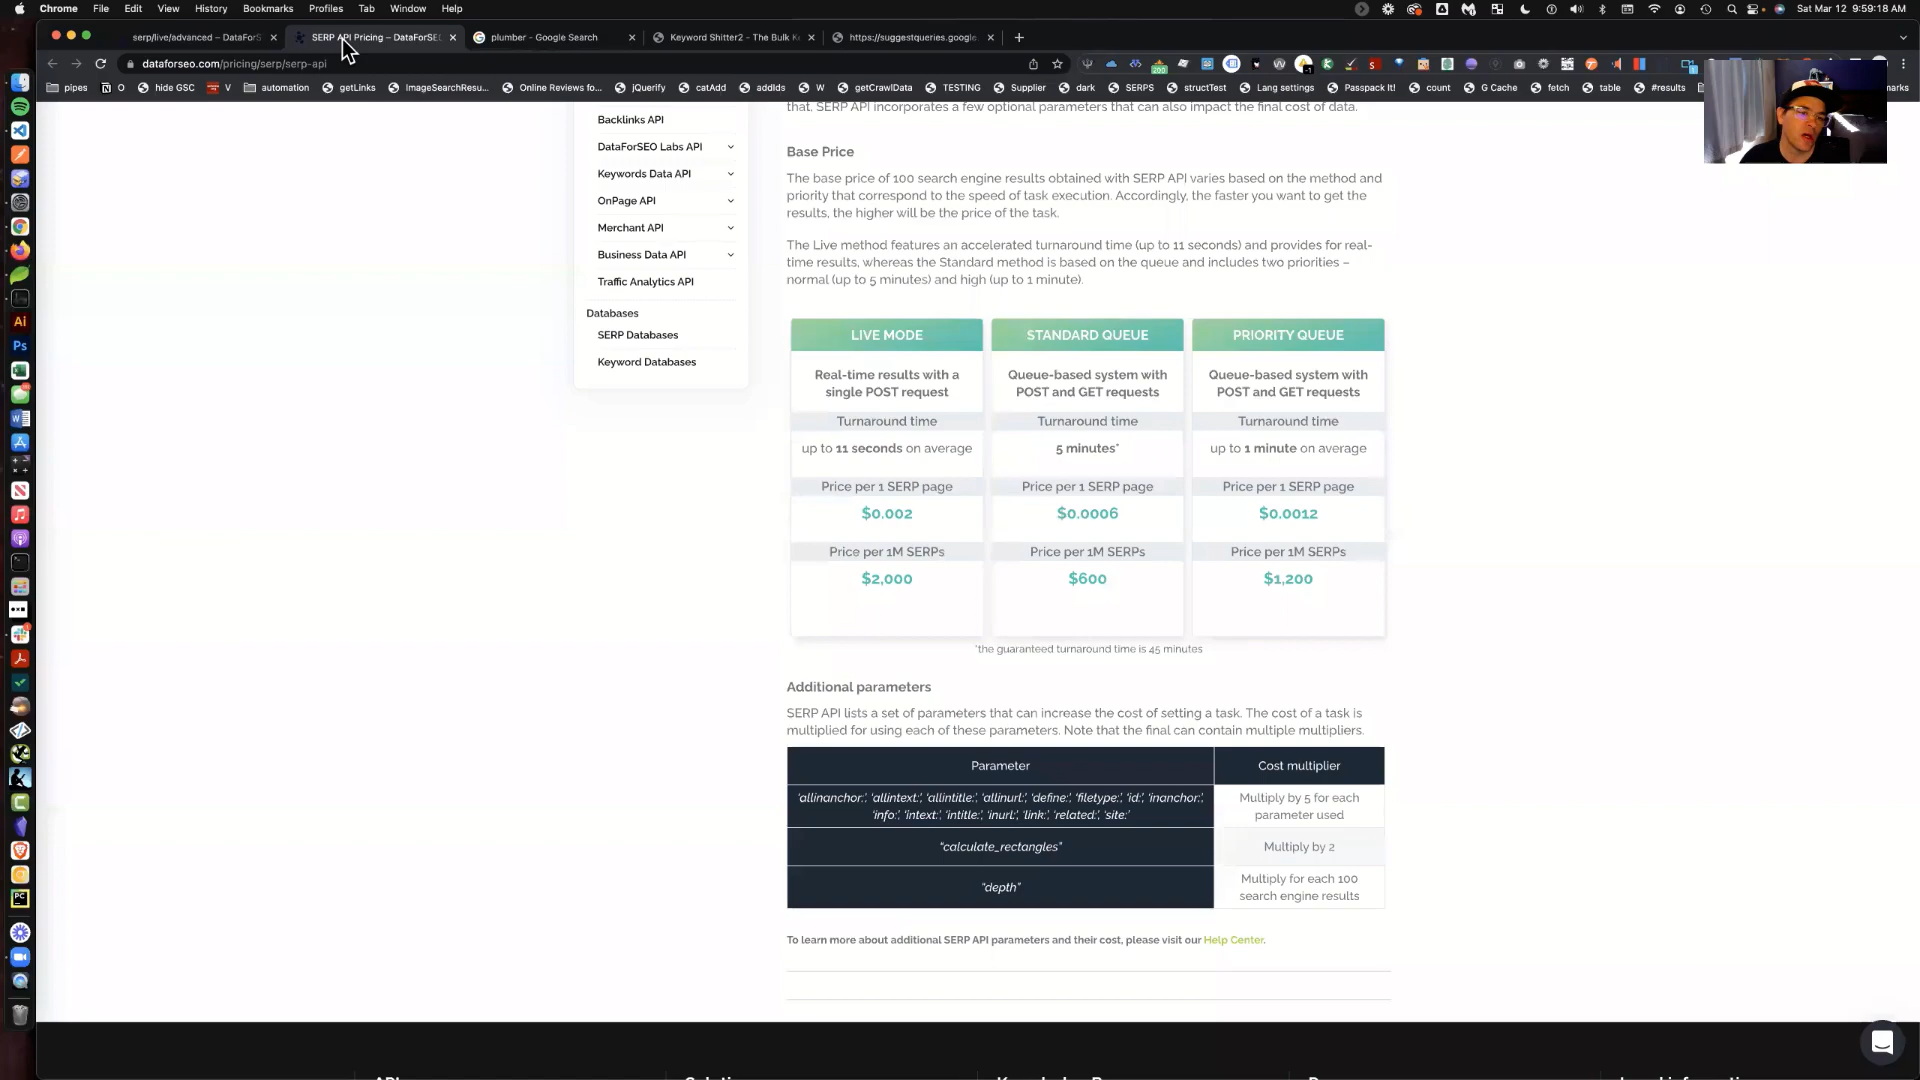 Chrome File Edit View History Bookmarks Profiles Tab Window Help
Sat Mar 12 9:59:18 AM
serp/live/advanced – DataForS
SERP API Pricing – DataForSEO
plumber - Google Search
Keyword Shitter2 - The Bulk K
https://suggestqueries.google.
dataforseo.com/pricing/serp/serp-api
pipes
O
hide GSC
V
automation
getLinks
ImageSearchResu...
Online Reviews fo...
jQuerify
catAdd
addIds
W
getCrawlData
TESTING
Supplier
dark
SERPS
structTest
Lang settings
Passpack It!
count
G Cache
fetch
table
#results
that, SERP API incorporates a few optional parameters that can also impact the final cost of data.
Backlinks API
DataForSEO Labs API
Keywords Data API
OnPage API
Merchant API
Business Data API
Traffic Analytics API
Databases
SERP Databases
Keyword Databases
Base Price
The base price of 100 search engine results obtained with SERP API varies based on the method and
priority that correspond to the speed of task execution. Accordingly, the faster you want to get the
results, the higher will be the price of the task.
The Live method features an accelerated turnaround time (up to 11 seconds) and provides for real-
time results, whereas the Standard method is based on the queue and includes two priorities –
normal (up to 5 minutes) and high (up to 1 minute).
LIVE MODE STANDARD QUEUE PRIORITY QUEUE
Real-time results with a Queue-based system with Queue-based system with
single POST request POST and GET requests POST and GET requests
Turnaround time Turnaround time Turnaround time
up to 11 seconds on average 5 minutes* up to 1 minute on average
Price per 1 SERP page Price per 1 SERP page Price per 1 SERP page
$0.002 $0.0006 $0.0012
Price per 1M SERPs Price per 1M SERPs Price per 1M SERPs
$2,000 $600 $1,200
*the guaranteed turnaround time is 45 minutes
Additional parameters
SERP API lists a set of parameters that can increase the cost of setting a task. The cost of a task is
multiplied for using each of these parameters. Note that the final can contain multiple multipliers.
Parameter Cost multiplier
'allinanchor:', 'allintext:', 'allintitle:', 'allinurl:', 'define:', 'filetype:', 'id:', 'inanchor:', Multiply by 5 for each
'info:', 'intext:', 'intitle:', 'inurl:', 'link:', 'related:', 'site:' parameter used
"calculate_rectangles" Multiply by 2
"depth" Multiply for each 100
search engine results
To learn more about additional SERP API parameters and their cost, please visit our Help Center.